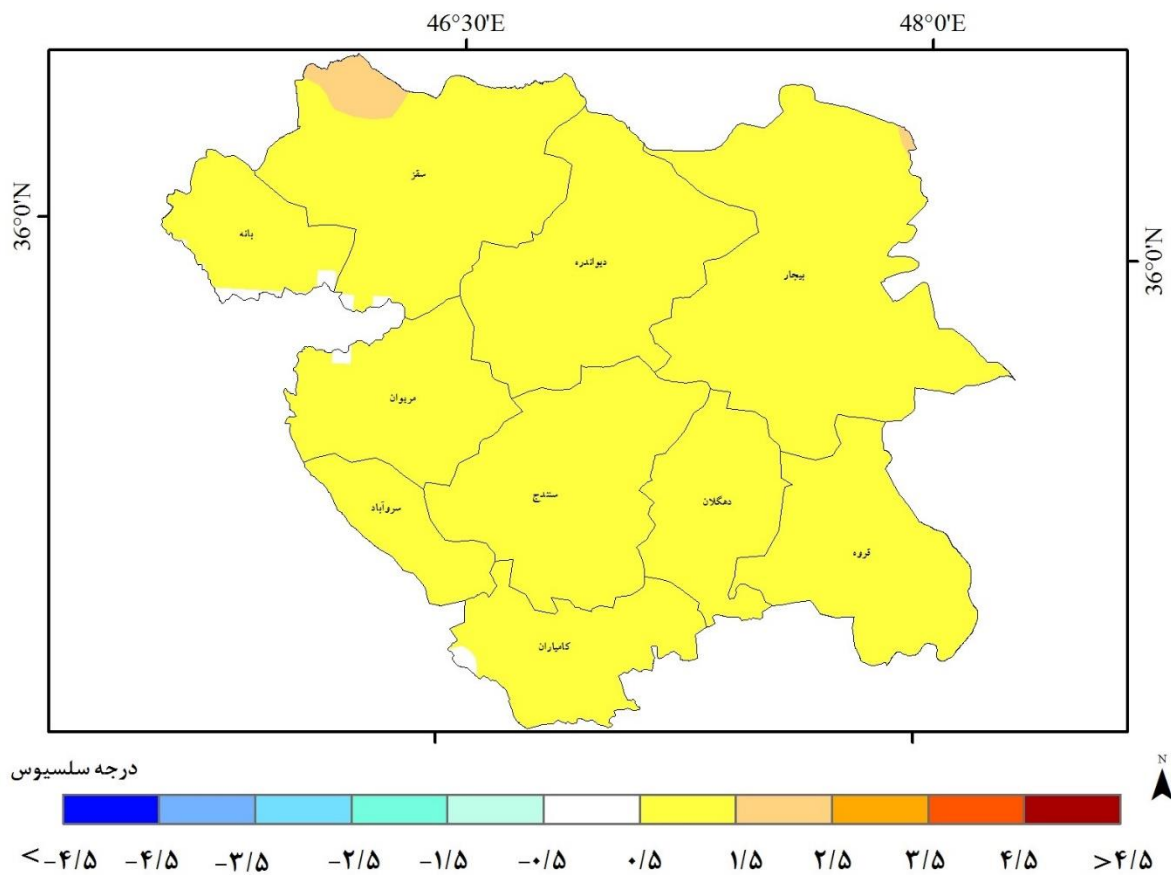 46°30'E 48°0'E
36°0'N 36°0'N
سقز
بانه
دیواندره
بیجار
مریوان
سنندج
دهگلان
سروآباد
قروه
کامیاران
درجه سلسیوس
N
< -۴/۵ -۴/۵ -۳/۵ -۲/۵ -۱/۵ -۰/۵ ۰/۵ ۱/۵ ۲/۵ ۳/۵ ۴/۵ >۴/۵